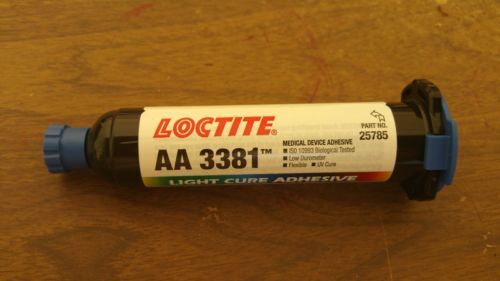 LOCTITE®
AA 3381™
MEDICAL DEVICE ADHESIVE
■ ISO 10993 Biological Tested
■ Low Durometer
■ Flexible ■ UV Cure
PART NO.
25785
LIGHT CURE ADHESIVE